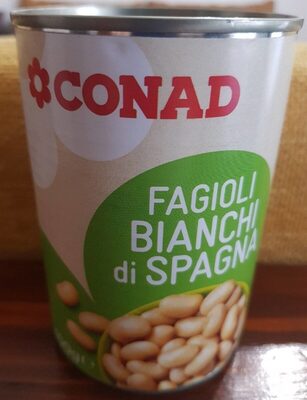 CONAD
FAGIOLI
BIANCHI
di SPAGNA